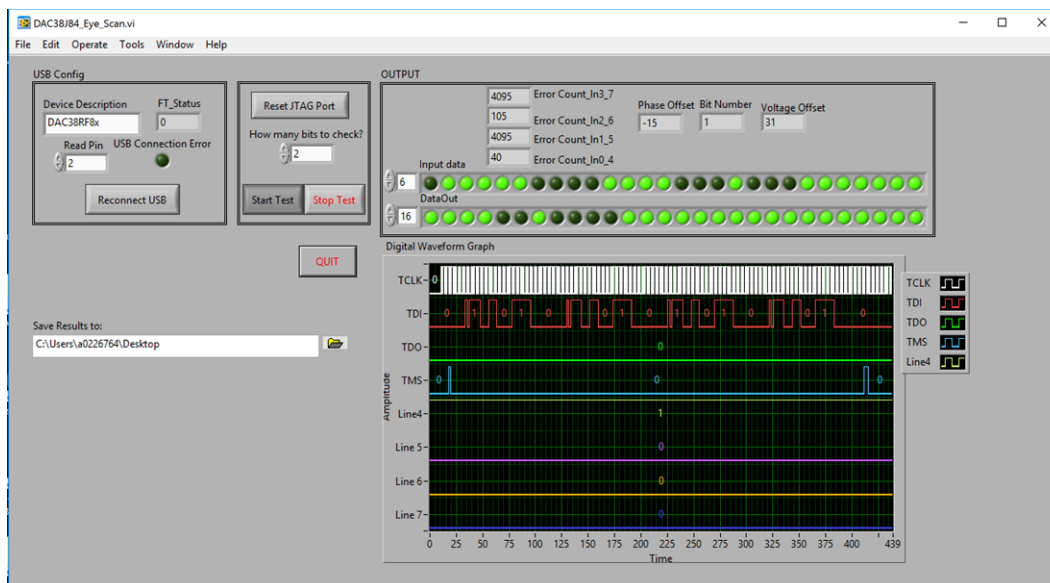 DAC38J84_Eye_Scan.vi
File Edit Operate Tools Window Help
USB Config
Device Description FT_Status
DAC38RF8x 0
Read Pin USB Connection Error
2
Reconnect USB
Reset JTAG Port
How many bits to check?
2
Start Test Stop Test
QUIT
Save Results to:
C:\Users\a0226764\Desktop
OUTPUT
4095 Error Count_In3_7
105 Error Count_In2_6
4095 Error Count_In1_5
40 Error Count_In0_4
Phase Offset Bit Number Voltage Offset
-15 1 31
Input data
6
DataOut
16
Digital Waveform Graph
TCLK 0
TDI 0 1 0 1 0 0 1 0 1 0 1 0 0 1 0
TDO 0
TMS 0 0 0
Line4 1
Line 5 0
Line 6 0
Line 7 0
Amplitude
0 25 50 75 100 125 150 175 200 225 250 275 300 325 350 375 400 439
Time
TCLK
TDI
TDO
TMS
Line4